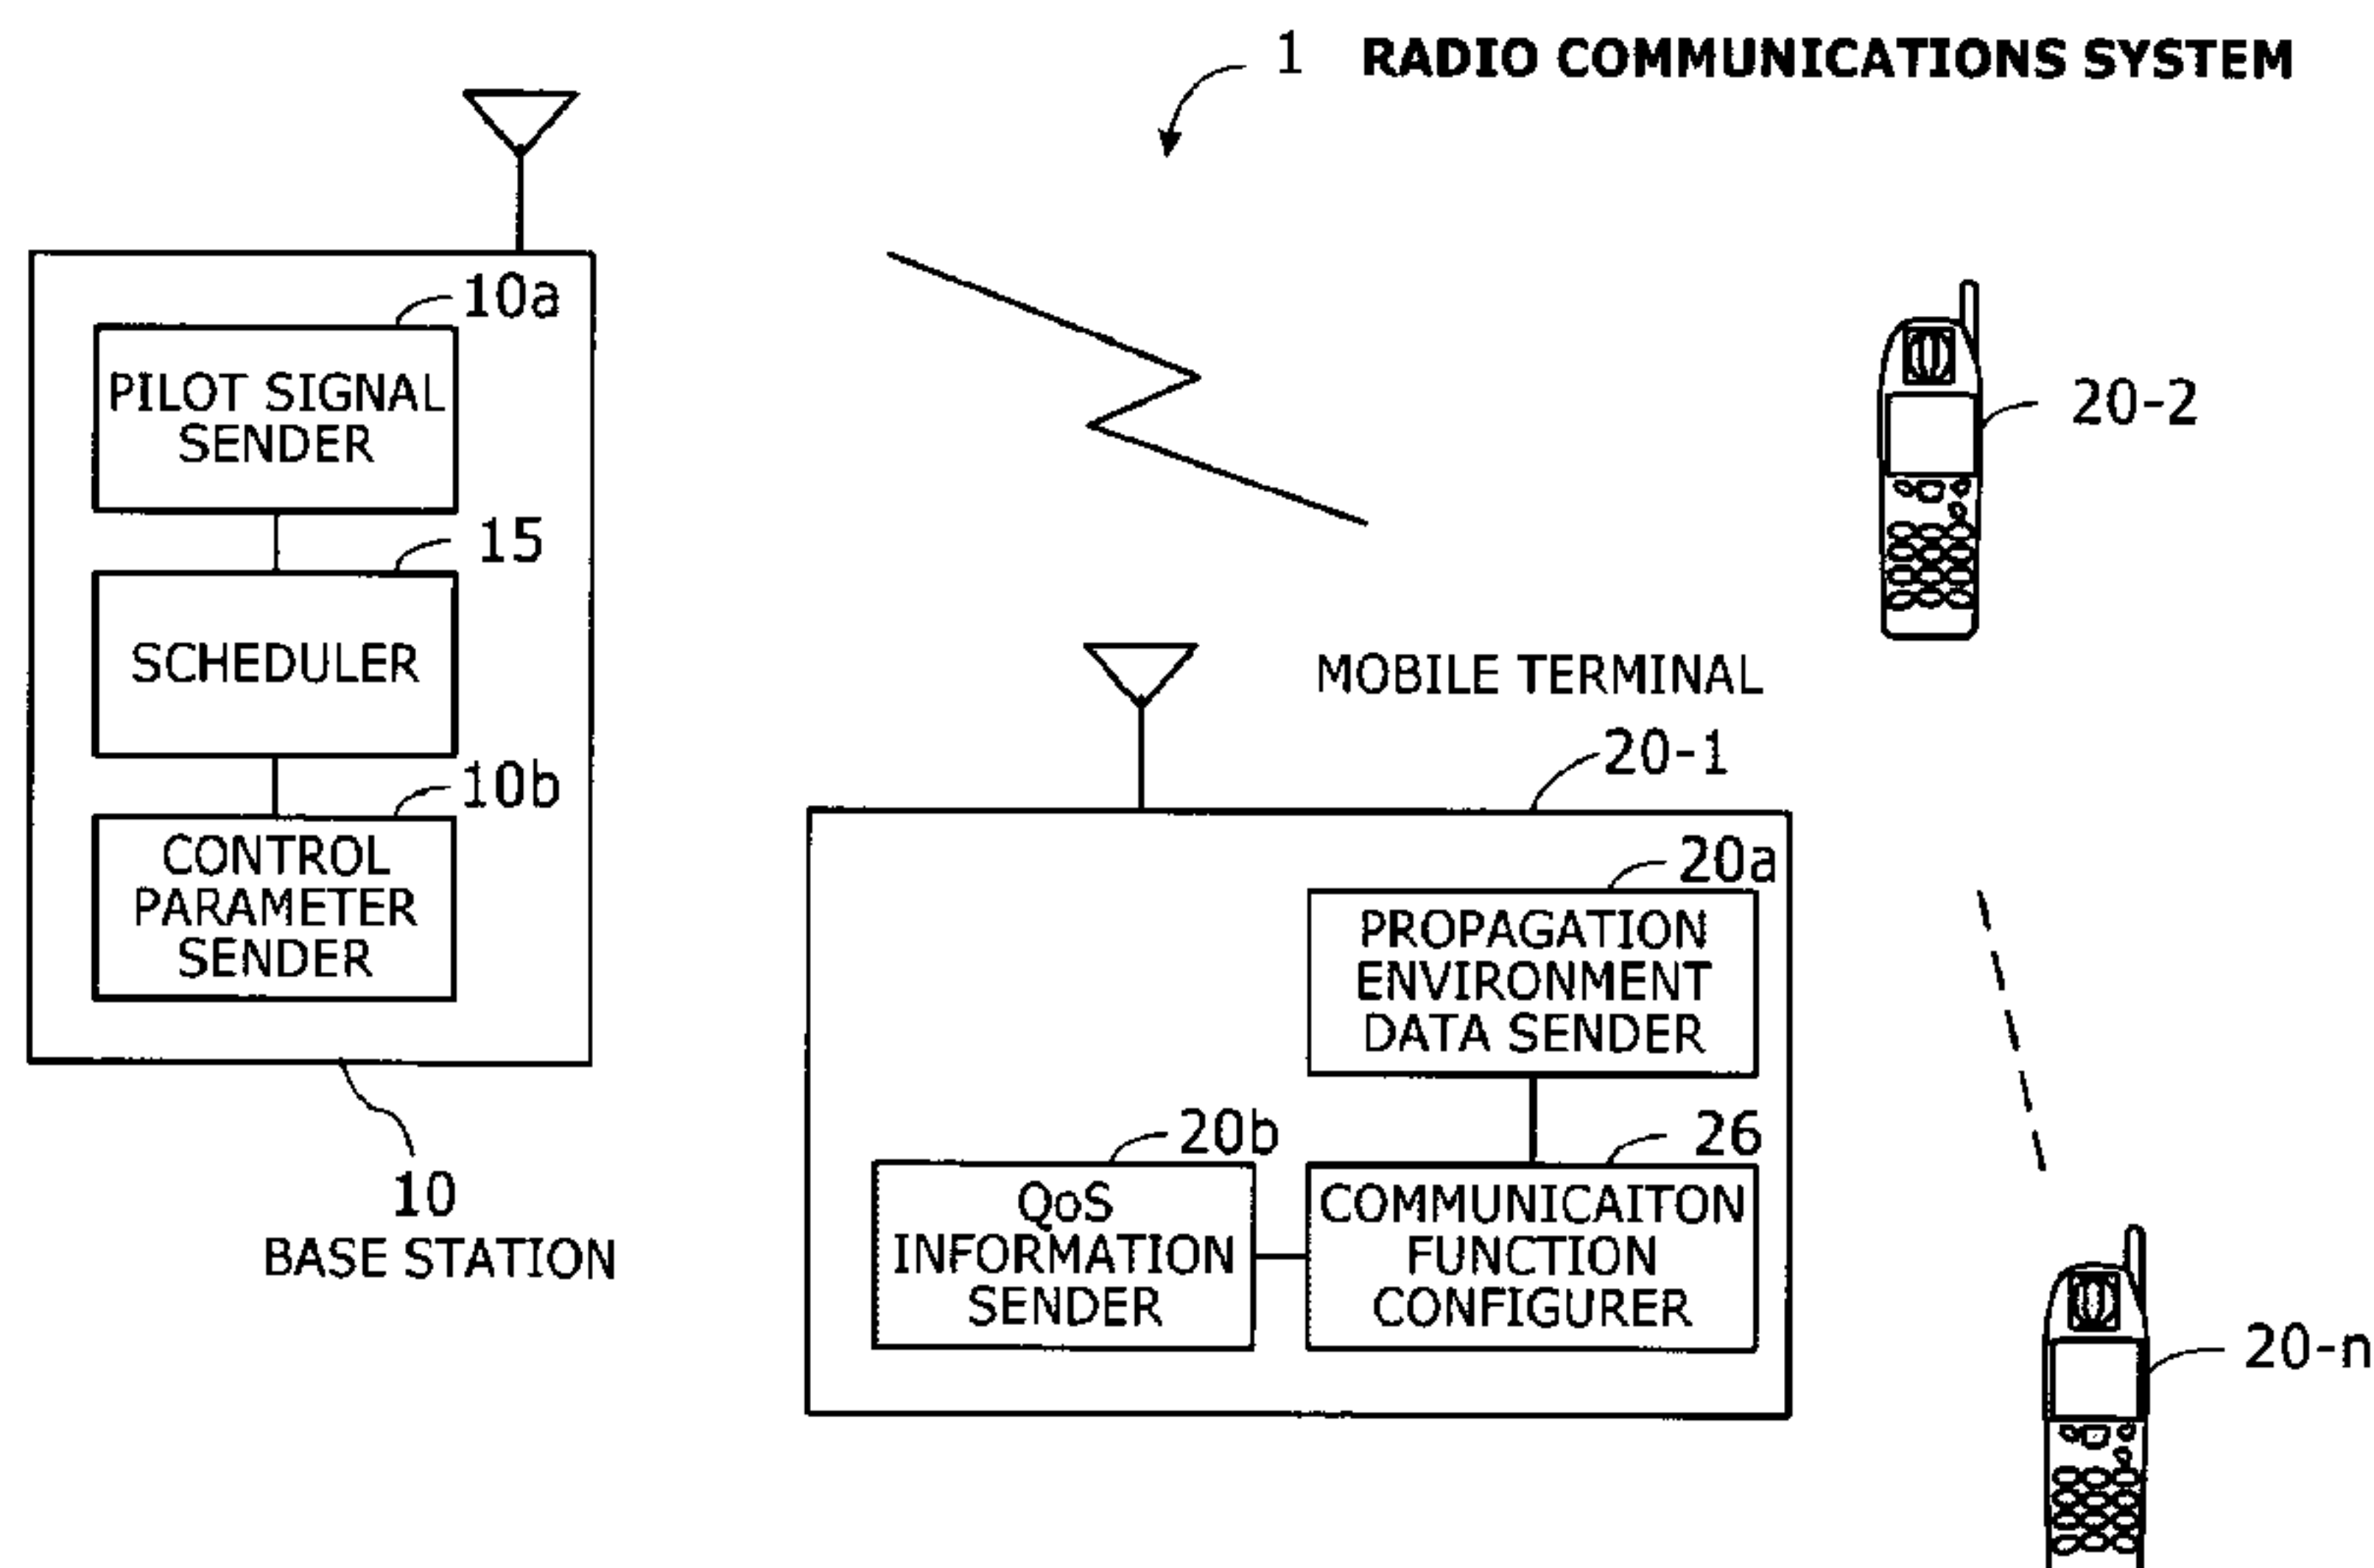 1 RADIO COMMUNICATIONS SYSTEM
10a
PILOT SIGNAL
SENDER
15
SCHEDULER
10b
CONTROL
PARAMETER
SENDER
10
BASE STATION
20-2
MOBILE TERMINAL
20-1
20a
PROPAGATION
ENVIRONMENT
DATA SENDER
20b
QoS
INFORMATION
SENDER
26
COMMUNICAITON
FUNCTION
CONFIGURER
20-n